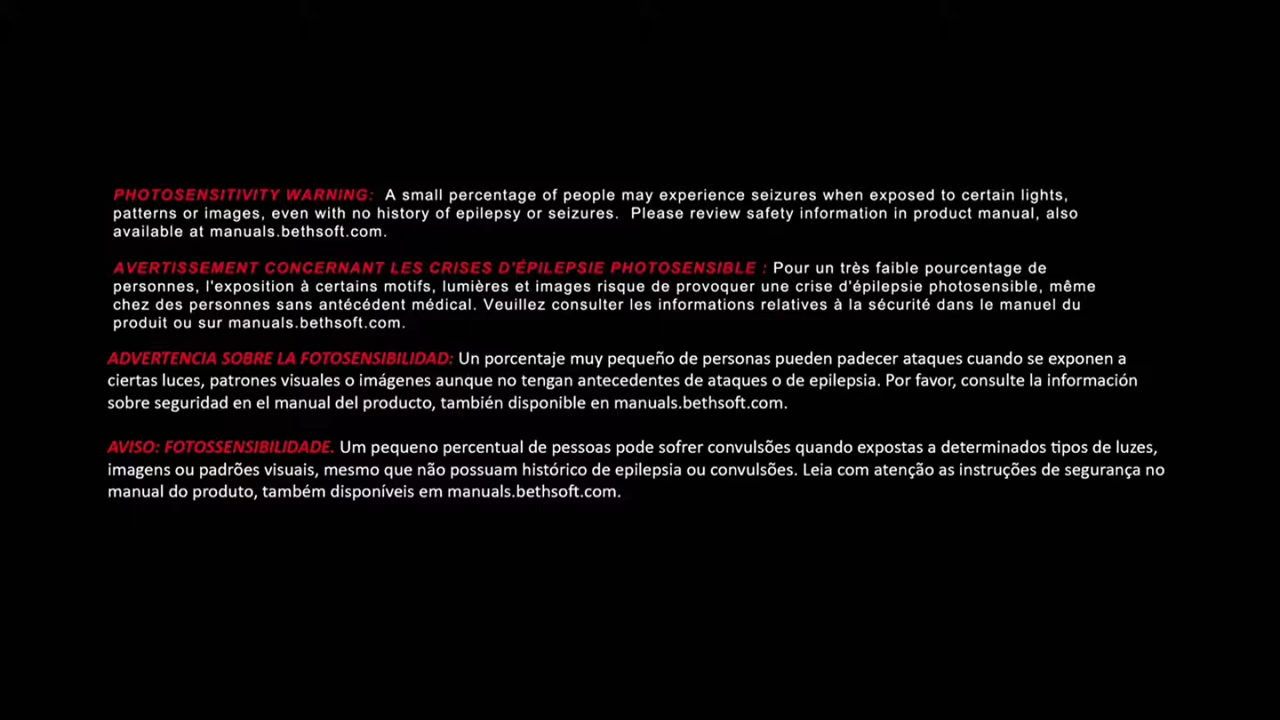 PHOTOSENSITIVITY WARNING: A small percentage of people may experience seizures when exposed to certain lights,
patterns or images, even with no history of epilepsy or seizures. Please review safety information in product manual, also
available at manuals.bethsoft.com.
AVERTISSEMENT CONCERNANT LES CRISES D'ÉPILEPSIE PHOTOSENSIBLE : Pour un très faible pourcentage de
personnes, l'exposition à certains motifs, lumières et images risque de provoquer une crise d'épilepsie photosensible, même
chez des personnes sans antécédent médical. Veuillez consulter les informations relatives à la sécurité dans le manuel du
produit ou sur manuals.bethsoft.com.
ADVERTENCIA SOBRE LA FOTOSENSIBILIDAD: Un porcentaje muy pequeño de personas pueden padecer ataques cuando se exponen a
ciertas luces, patrones visuales o imágenes aunque no tengan antecedentes de ataques o de epilepsia. Por favor, consulte la información
sobre seguridad en el manual del producto, también disponible en manuals.bethsoft.com.
AVISO: FOTOSSENSIBILIDADE. Um pequeno percentual de pessoas pode sofrer convulsões quando expostas a determinados tipos de luzes,
imagens ou padrões visuais, mesmo que não possuam histórico de epilepsia ou convulsões. Leia com atenção as instruções de segurança no
manual do produto, também disponíveis em manuals.bethsoft.com.